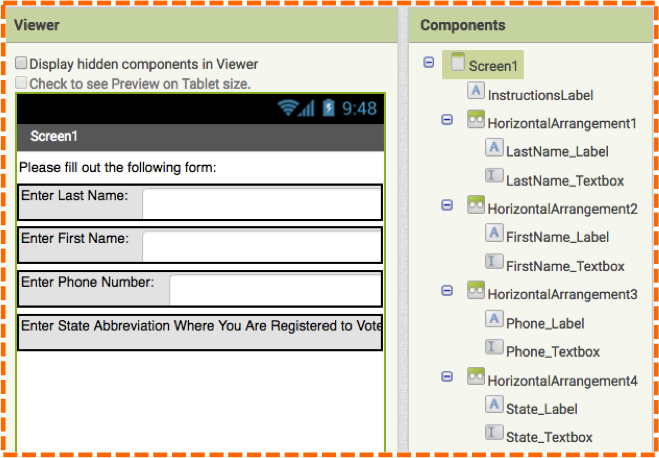 Viewer
Display hidden components in Viewer
Check to see Preview on Tablet size.
9:48
Screen1
Please fill out the following form:
Enter Last Name:
Enter First Name:
Enter Phone Number:
Enter State Abbreviation Where You Are Registered to Vote
Components
Screen1
A InstructionsLabel
HorizontalArrangement1
A LastName_Label
I LastName_Textbox
HorizontalArrangement2
A FirstName_Label
I FirstName_Textbox
HorizontalArrangement3
A Phone_Label
I Phone_Textbox
HorizontalArrangement4
A State_Label
I State_Textbox